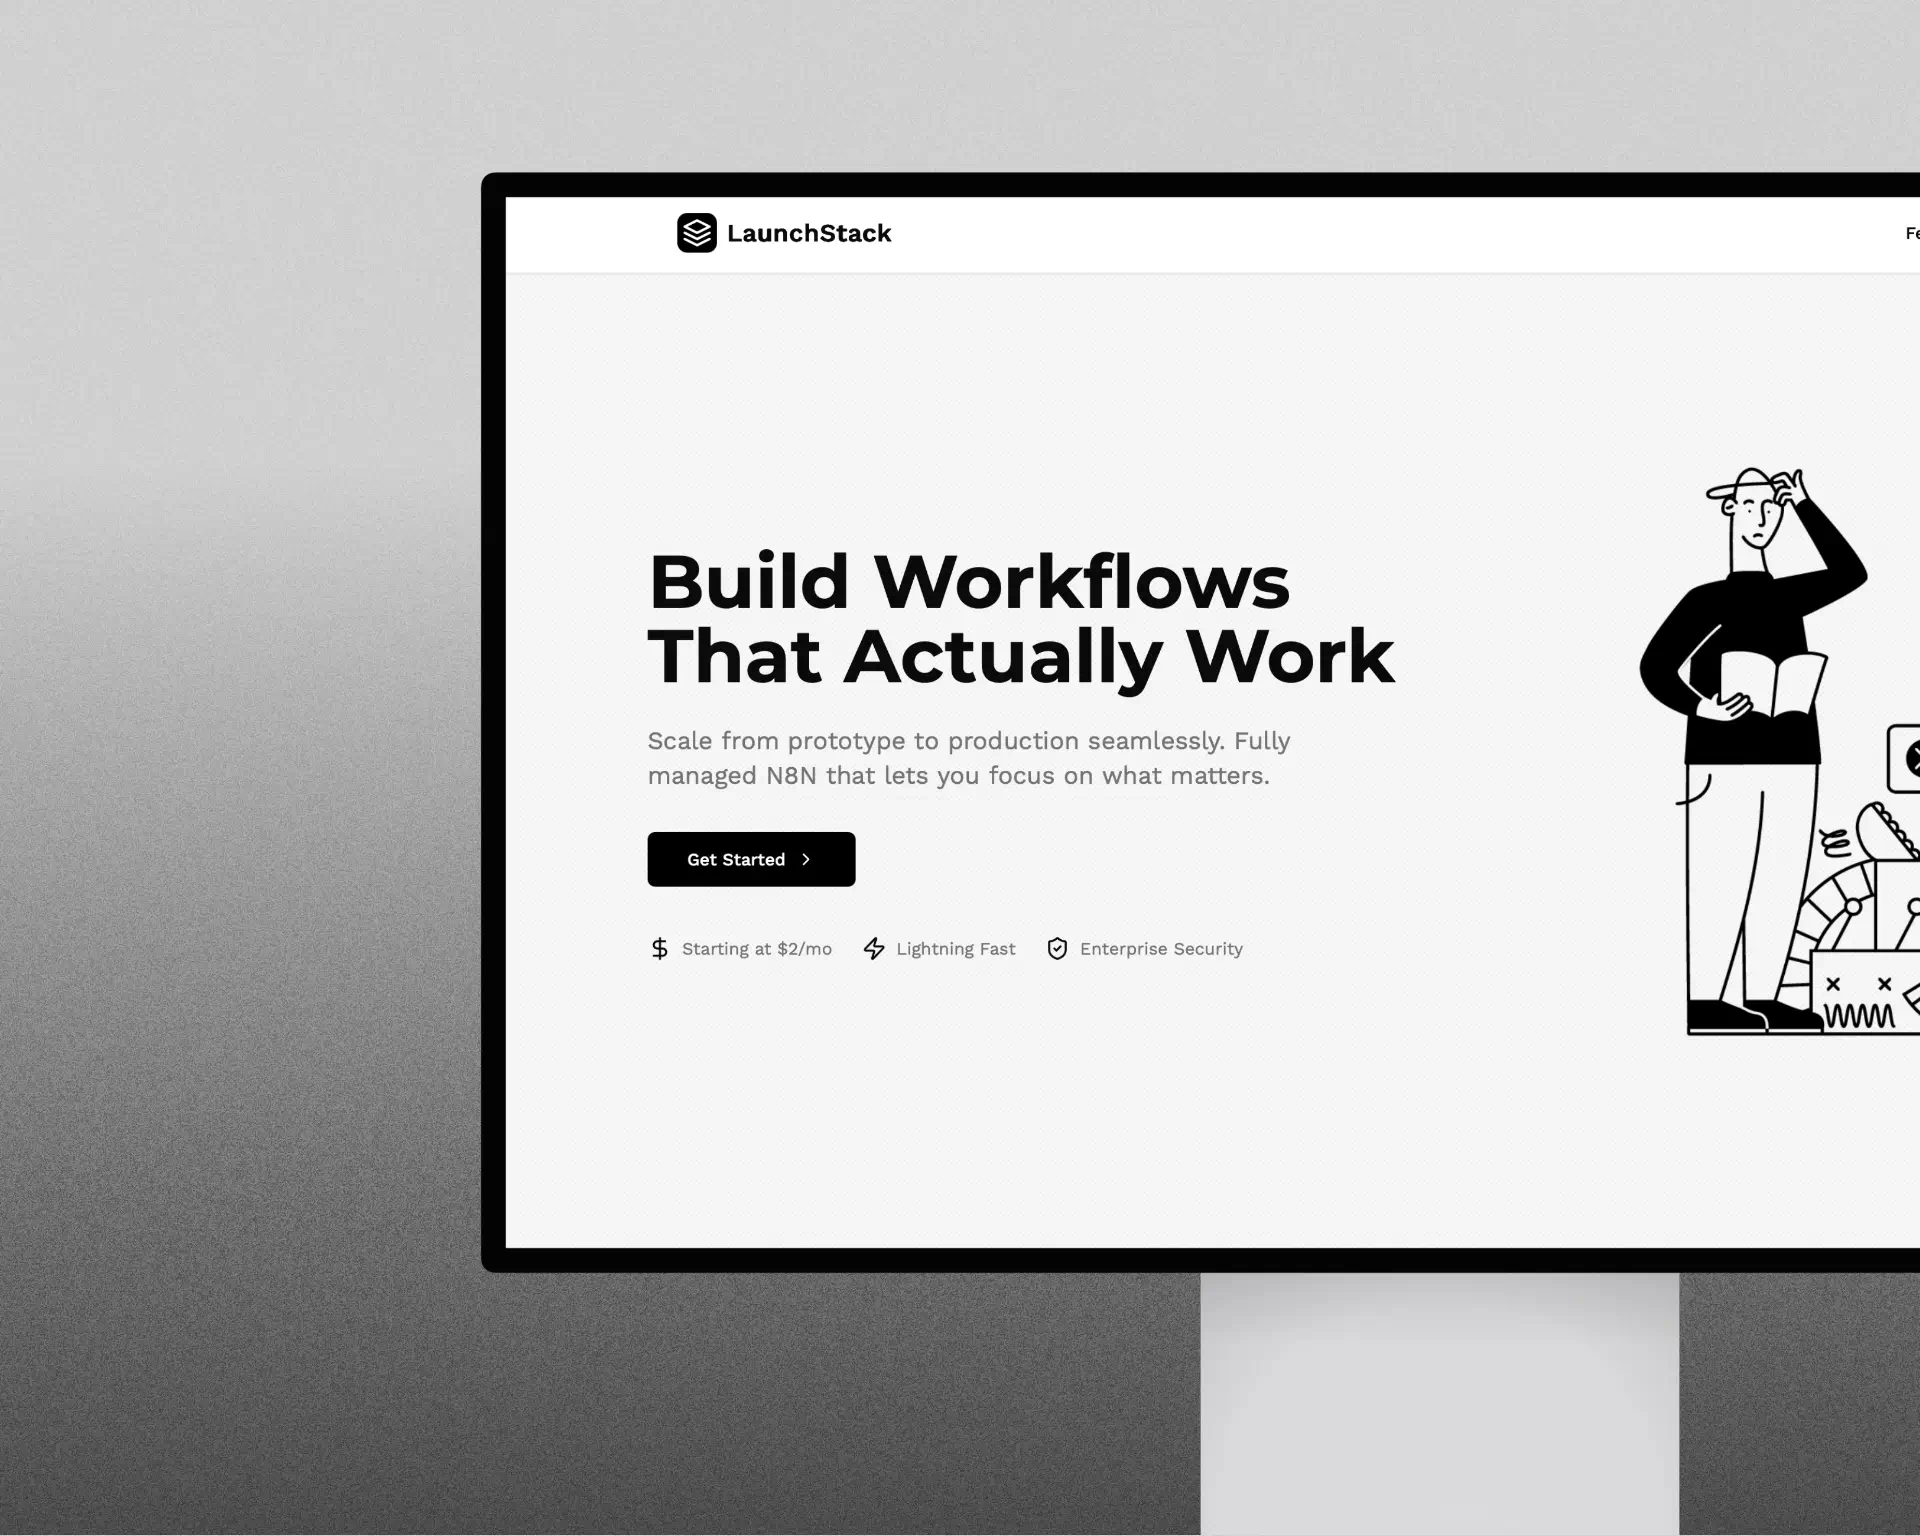 LaunchStack
Fe
Build Workflows
That Actually Work
Scale from prototype to production seamlessly. Fully
managed N8N that lets you focus on what matters.
Get Started
Starting at $2/mo
Lightning Fast
Enterprise Security